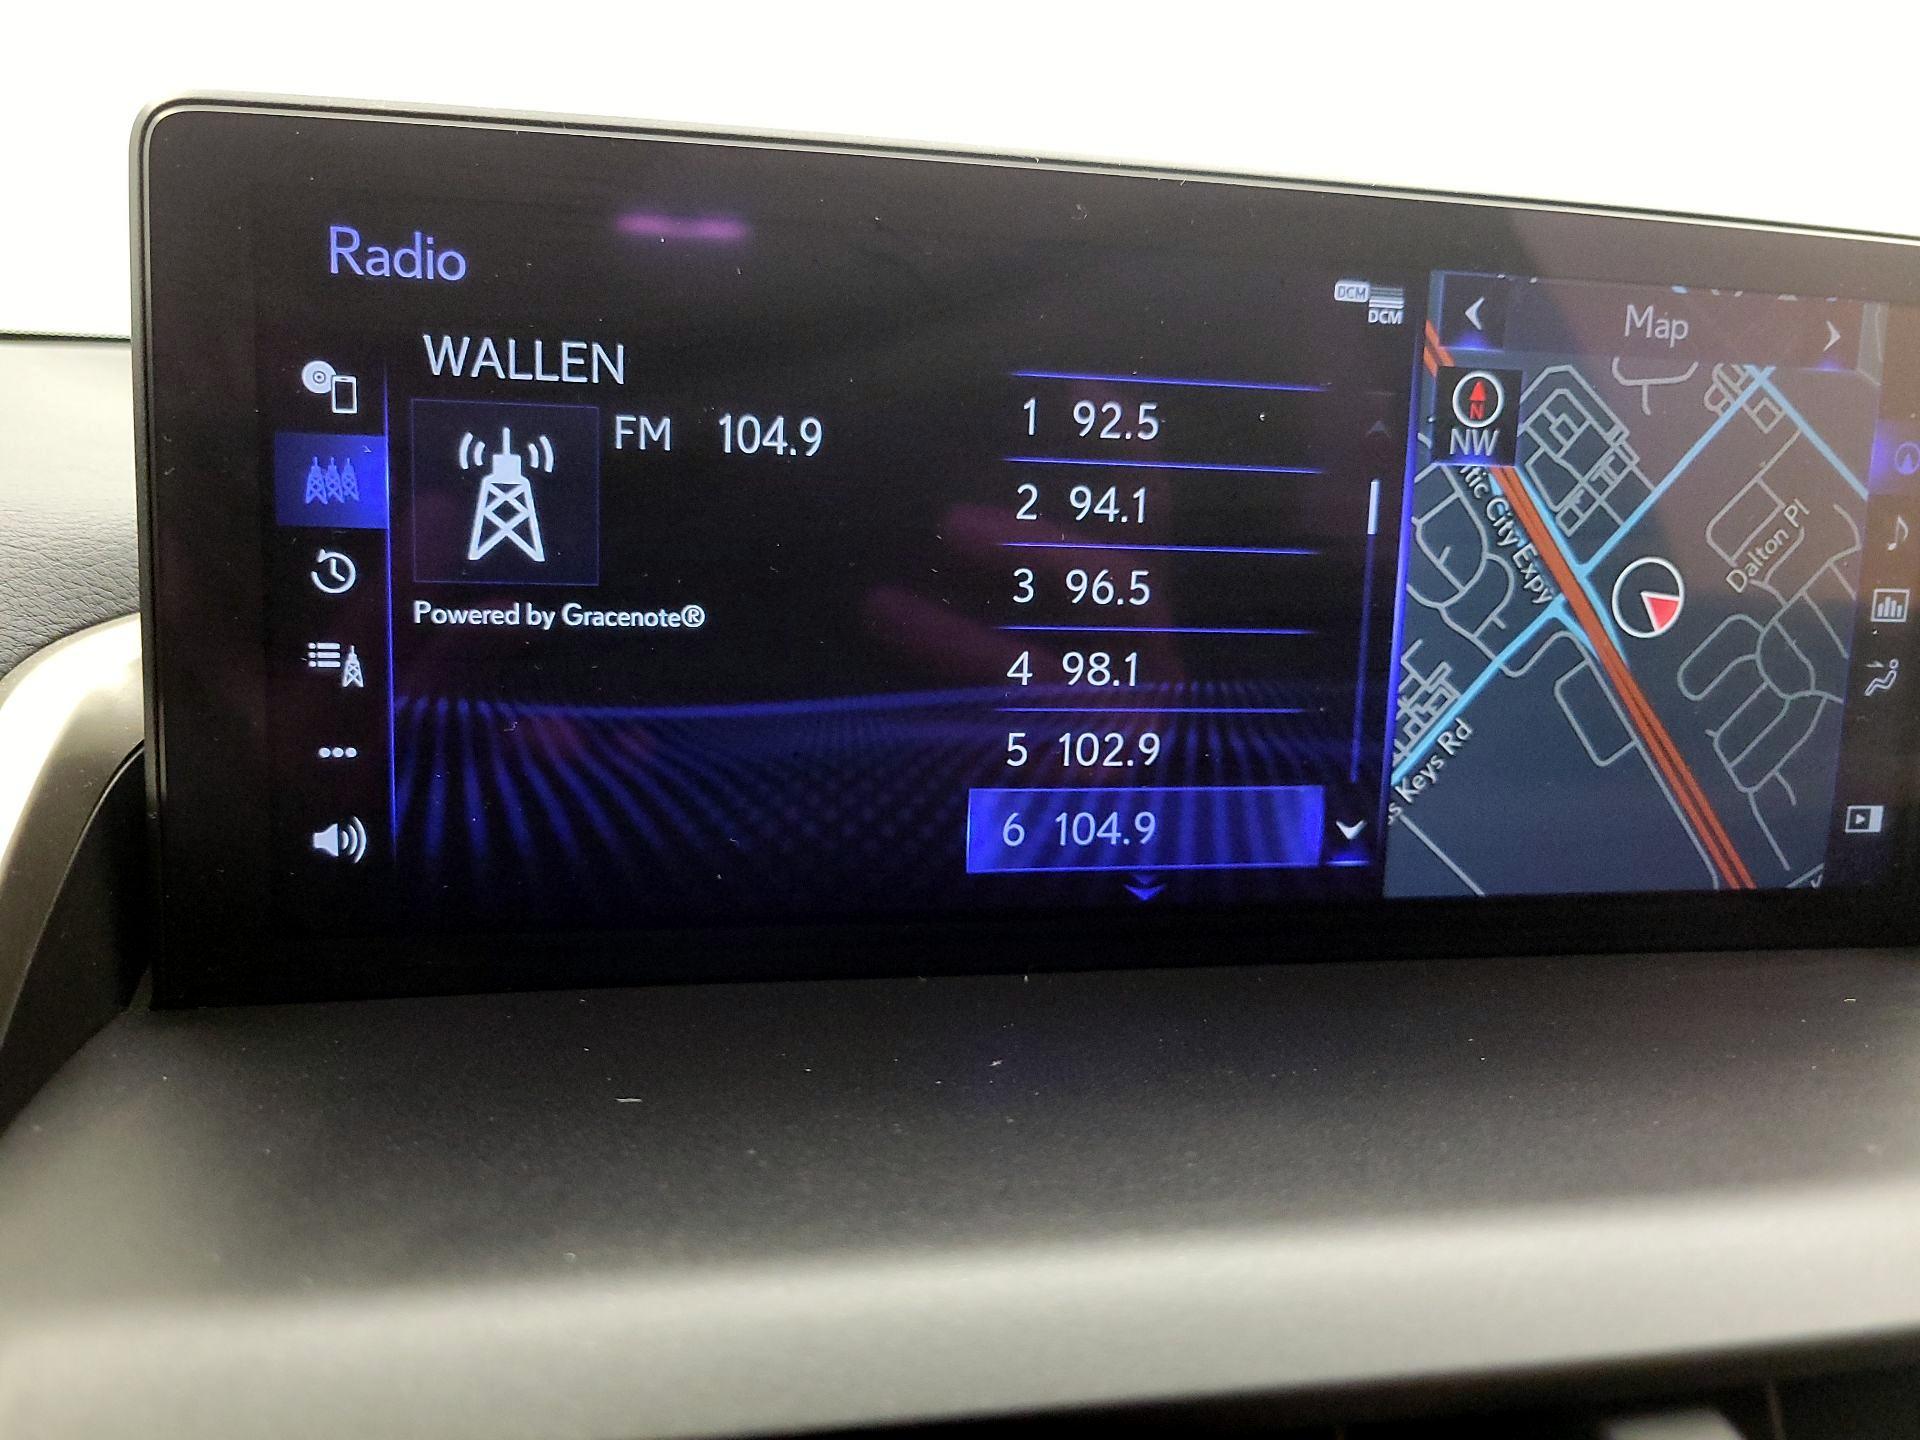 Radio
WALLEN
FM 104.9
Powered by Gracenote®
1 92.5
2 94.1
3 96.5
4 98.1
5 102.9
6 104.9
DCM
DCM
Map
N
NW
City Expy
Dalton Pl
Keys Rd